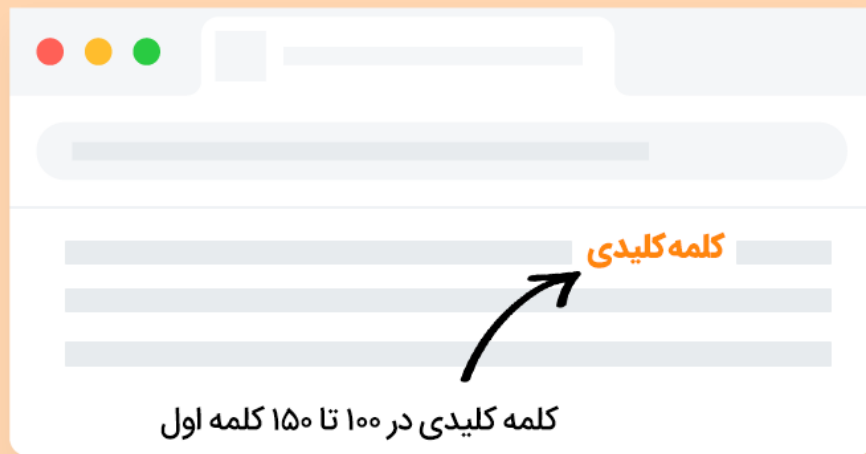 کلمه کلیدی
کلمه کلیدی در ۱۰۰ تا ۱۵۰ کلمه اول